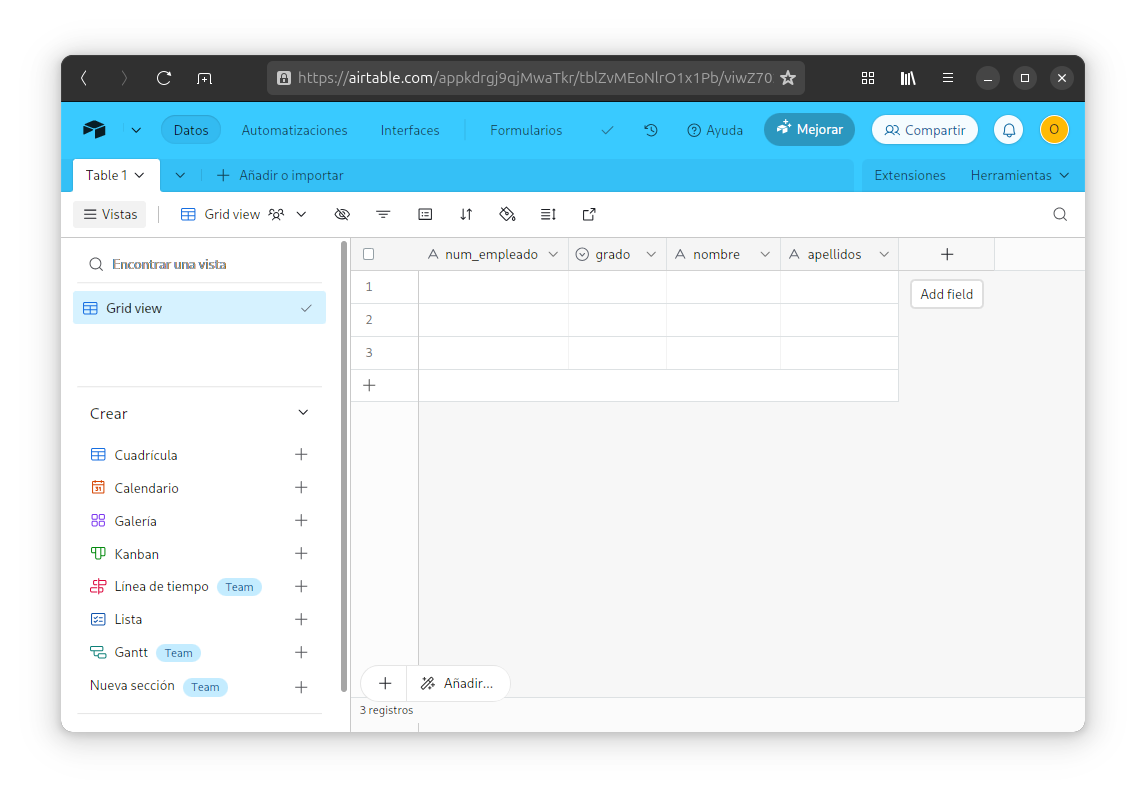 https://airtable.com/appkdrgj9qjMwaTkr/tblZvMEoNlrO1x1Pb/viwZ70
Datos Automatizaciones Interfaces Formularios Ayuda Mejorar Compartir O
Table 1 Añadir o importar Extensiones Herramientas
Vistas Grid view
Encontrar una vista
num_empleado grado nombre apellidos
1
Add field
Grid view
2
3
Crear
Cuadrícula
31 Calendario
Galería
Kanban
Línea de tiempo Team
Lista
Gantt Team
Nueva sección Team
Añadir...
3 registros